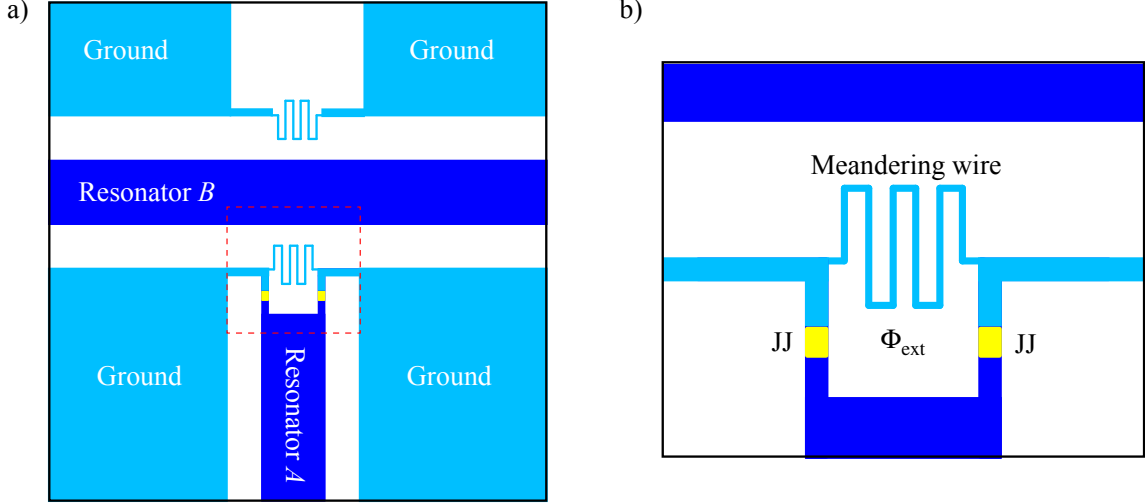 a)
Ground
Ground
Resonator B
Ground
Resonator A
Ground
b)
Meandering wire
JJ
Φext
JJ